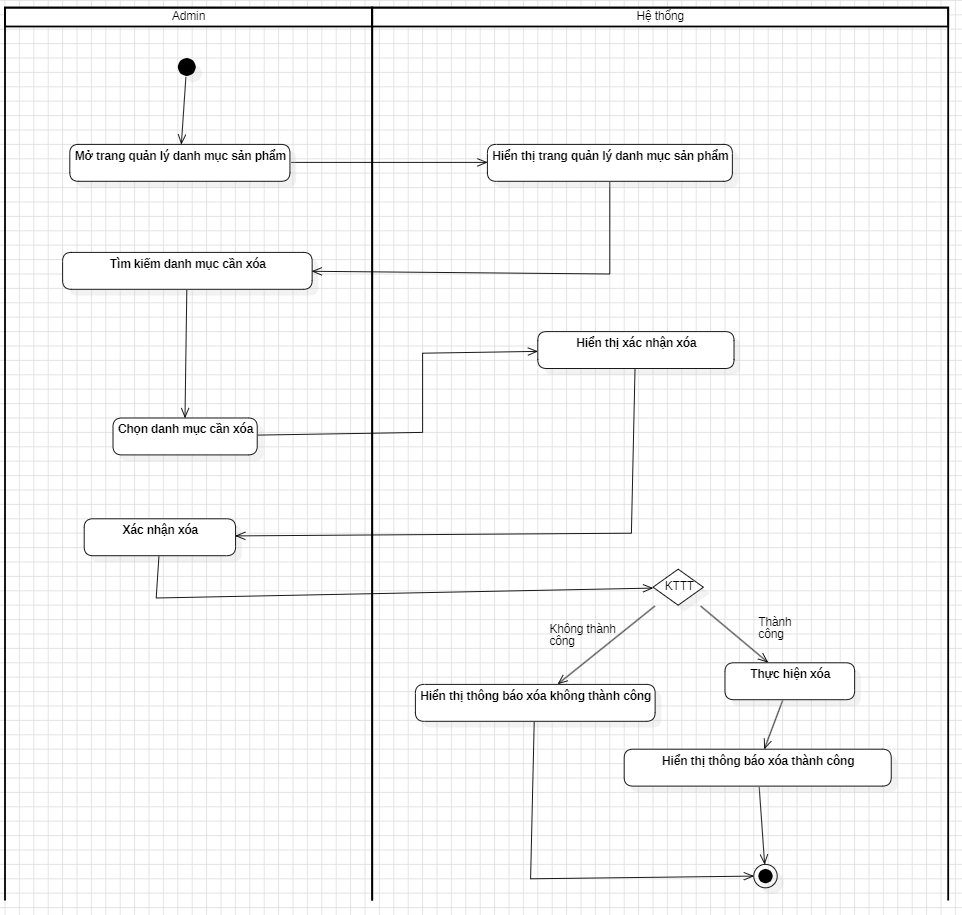 Admin
Hệ thống
Mở trang quản lý danh mục sản phẩm
Hiển thị trang quản lý danh mục sản phẩm
Tìm kiếm danh mục cần xóa
Hiển thị xác nhận xóa
Chọn danh mục cần xóa
Xác nhận xóa
KTTT
Không thành
công
Thành
công
Thực hiện xóa
Hiển thị thông báo xóa không thành công
Hiển thị thông báo xóa thành công